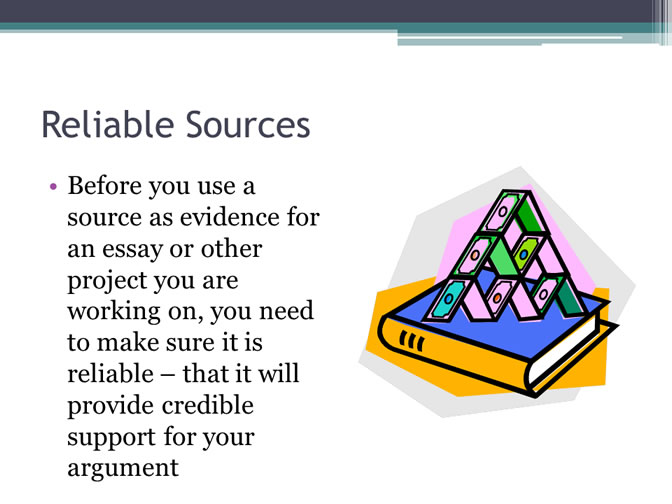 Reliable Sources
• Before you use a
source as evidence for
an essay or other
project you are
working on, you need
to make sure it is
reliable – that it will
provide credible
support for your
argument